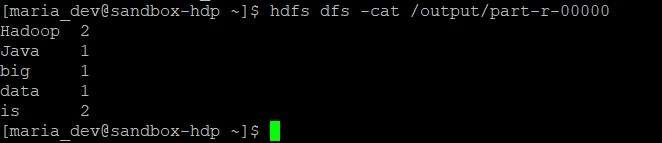 [maria_dev@sandbox-hdp ~]$ hdfs dfs -cat /output/part-r-00000
Hadoop  2
Java    1
big     1
data    1
is      2
[maria_dev@sandbox-hdp ~]$